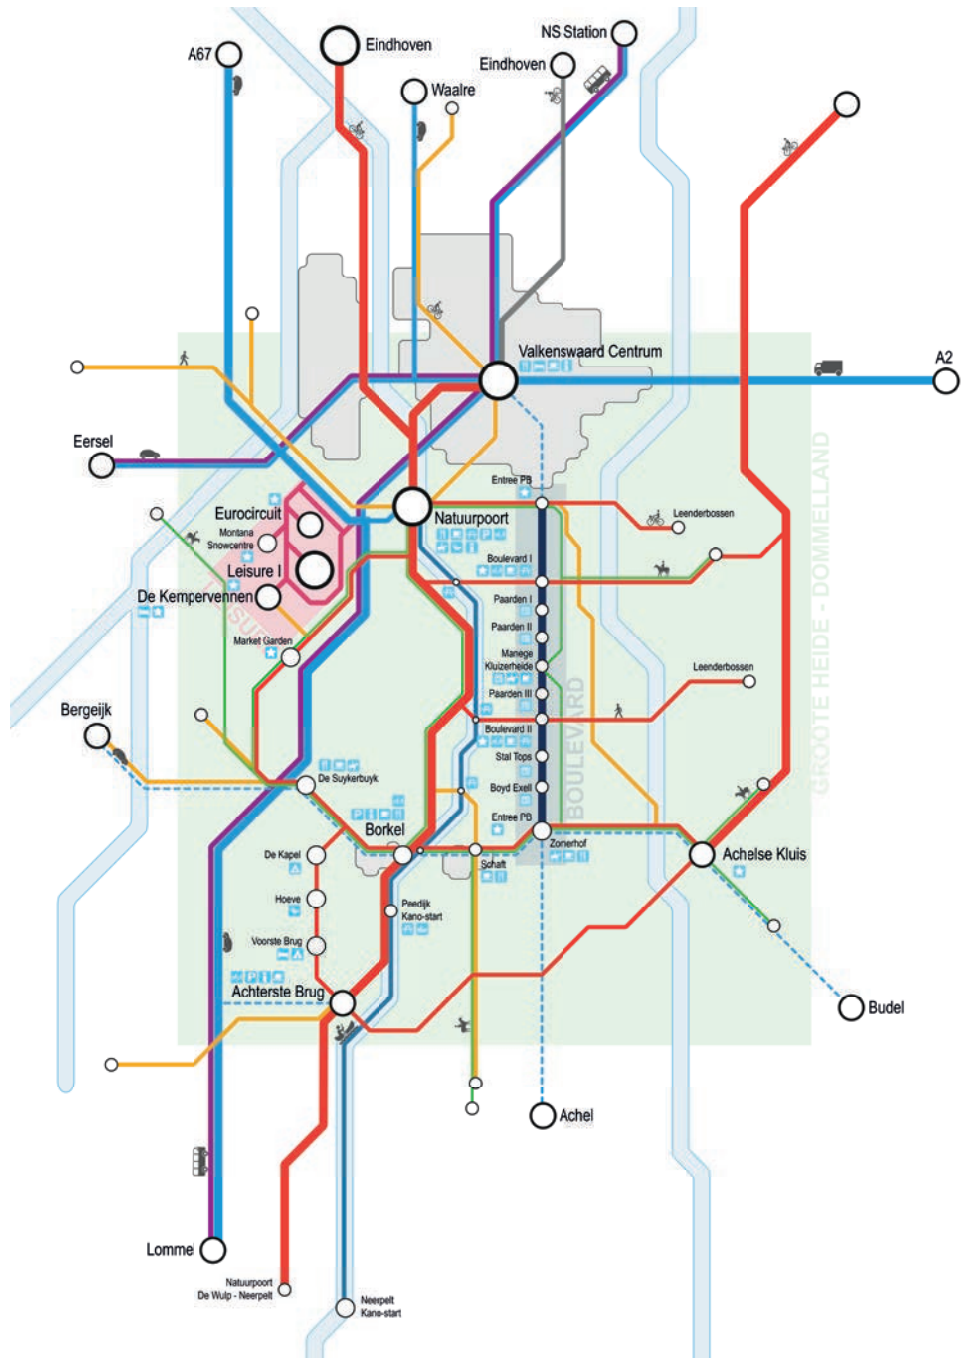 NS Station
Eindhoven
A67
Eindhoven
Waalre
Valkenswaard Centrum
A2
Eersel
Entree PB
Natuurpoort
Leenderbossen
Eurocircuit
Montana
Snowcentre
Boulevard I
Leisure I
De Kempervennen
Paarden I
Paarden II
Market Garden
Manege
Kluizerheide
Leenderbossen
Paarden III
Bergeijk
Boulevard II
Stal Tops
De Suykerbuyk
Boyd Exell
Entree PB
Borkel
Zonerhof
De Kapel
Schaft
Achelse Kluis
Hoeve
Peedijk
Kano-start
Voorste Brug
Achterste Brug
Budel
Achel
Lommel
Natuurpoort
De Wulp - Neerpelt
Neerpelt
Kano-start
BOULEVARD
GROOTE HEIDE - DOMMELLAND